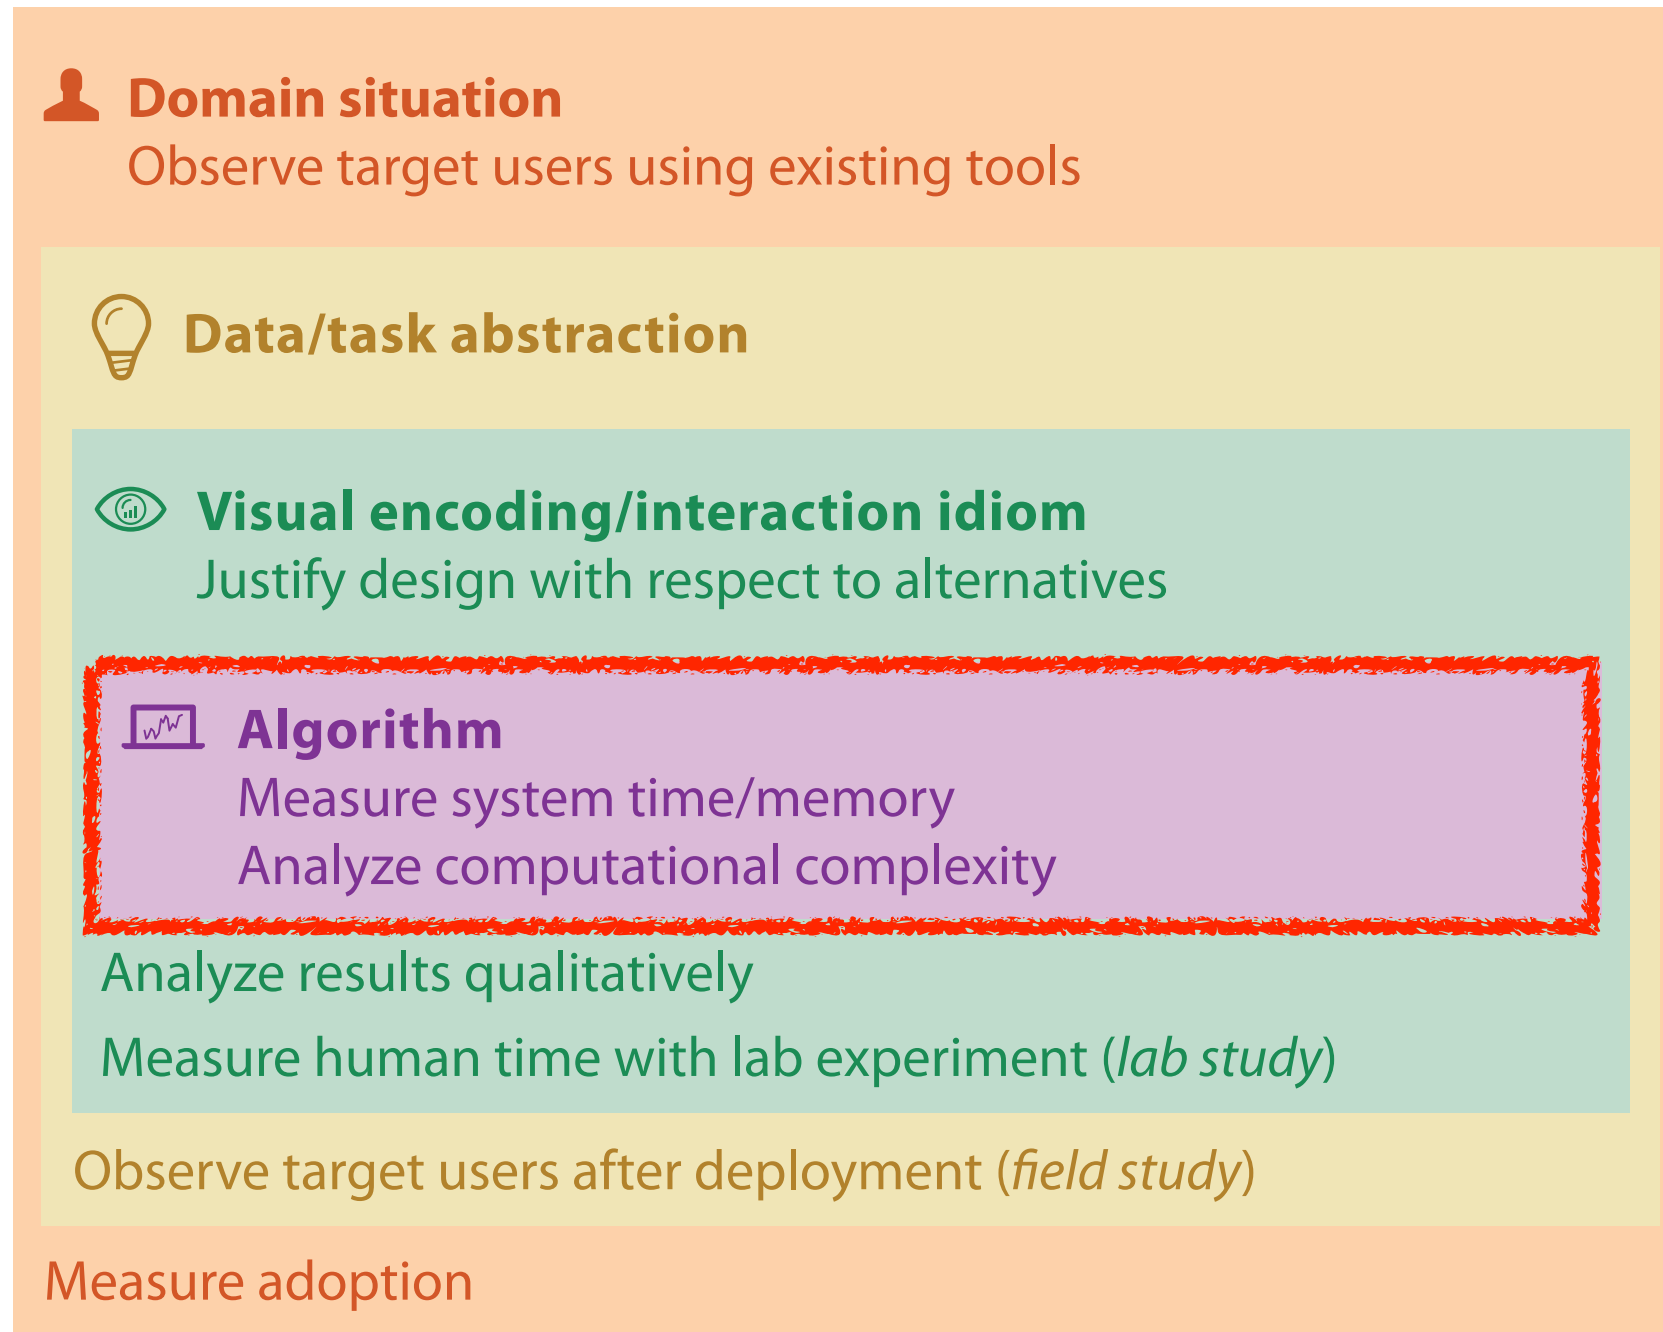 Domain situation
Observe target users using existing tools
Data/task abstraction
Visual encoding/interaction idiom
Justify design with respect to alternatives
Algorithm
Measure system time/memory
Analyze computational complexity
Analyze results qualitatively
Measure human time with lab experiment (lab study)
Observe target users after deployment (field study)
Measure adoption